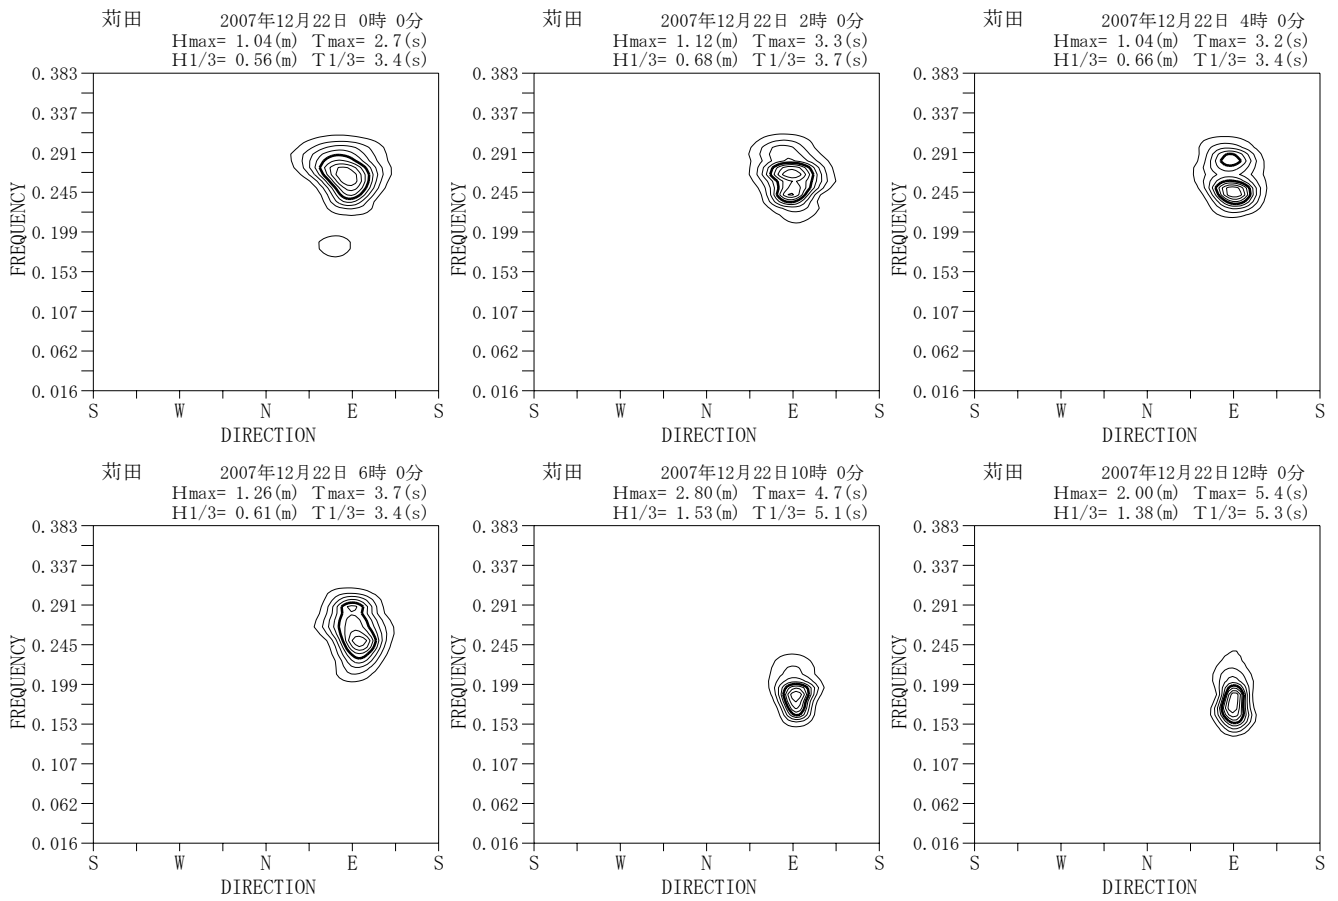 苅田 2007年12月22日 0時 0分
Hmax= 1.04(m) Tmax= 2.7(s)
H1/3= 0.56(m) T1/3= 3.4(s)
0.383
0.337
0.291
0.245
0.199
0.153
0.107
0.062
0.016
FREQUENCY
S W N E S
DIRECTION
苅田 2007年12月22日 2時 0分
Hmax= 1.12(m) Tmax= 3.3(s)
H1/3= 0.68(m) T1/3= 3.7(s)
0.383
0.337
0.291
0.245
0.199
0.153
0.107
0.062
0.016
FREQUENCY
S W N E S
DIRECTION
苅田 2007年12月22日 4時 0分
Hmax= 1.04(m) Tmax= 3.2(s)
H1/3= 0.66(m) T1/3= 3.4(s)
0.383
0.337
0.291
0.245
0.199
0.153
0.107
0.062
0.016
FREQUENCY
S W N E S
DIRECTION
苅田 2007年12月22日 6時 0分
Hmax= 1.26(m) Tmax= 3.7(s)
H1/3= 0.61(m) T1/3= 3.4(s)
0.383
0.337
0.291
0.245
0.199
0.153
0.107
0.062
0.016
FREQUENCY
S W N E S
DIRECTION
苅田 2007年12月22日10時 0分
Hmax= 2.80(m) Tmax= 4.7(s)
H1/3= 1.53(m) T1/3= 5.1(s)
0.383
0.337
0.291
0.245
0.199
0.153
0.107
0.062
0.016
FREQUENCY
S W N E S
DIRECTION
苅田 2007年12月22日12時 0分
Hmax= 2.00(m) Tmax= 5.4(s)
H1/3= 1.38(m) T1/3= 5.3(s)
0.383
0.337
0.291
0.245
0.199
0.153
0.107
0.062
0.016
FREQUENCY
S W N E S
DIRECTION